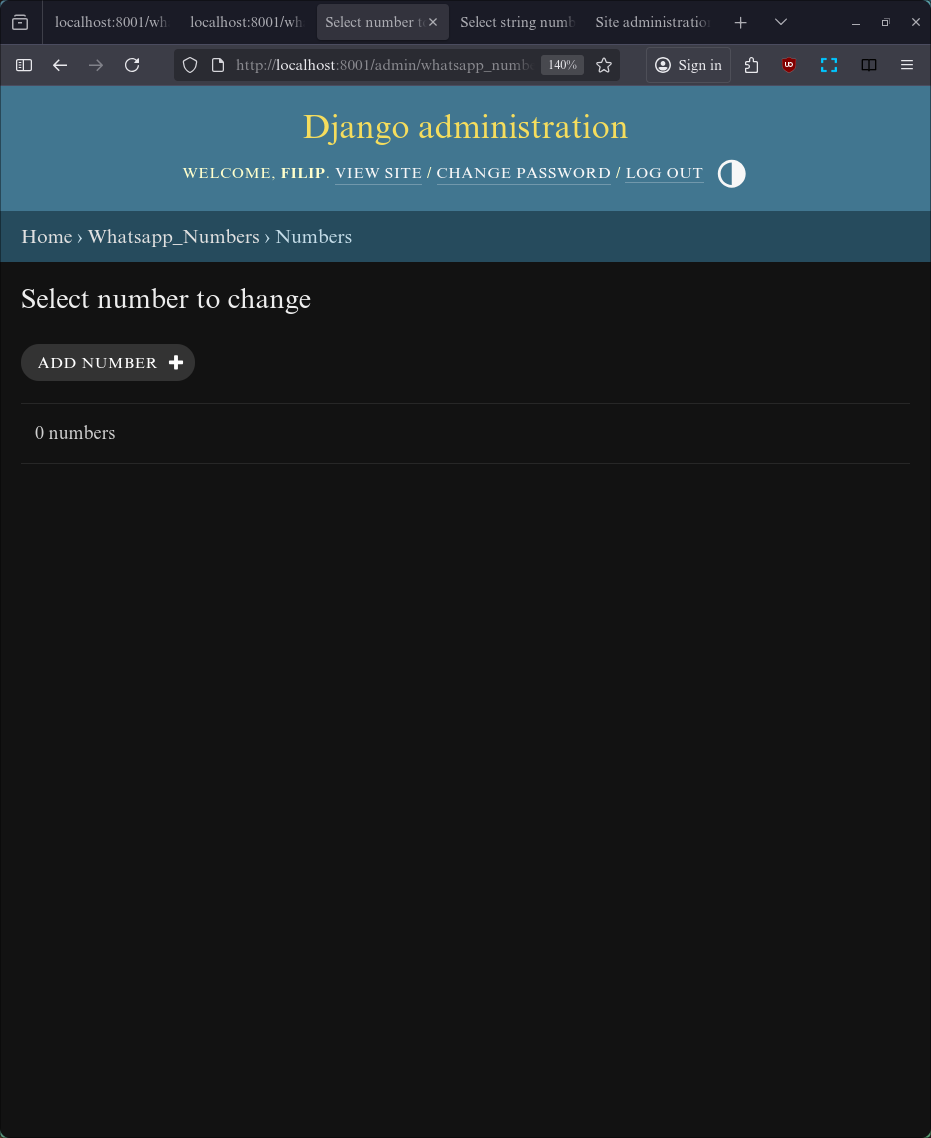 localhost:8001/wh
localhost:8001/wh
Select number t
Select string numb
Site administratio
http://localhost:8001/admin/whatsapp_numb
140%
Sign in
Django administration
WELCOME, FILIP. VIEW SITE / CHANGE PASSWORD / LOG OUT
Home › Whatsapp_Numbers › Numbers
Select number to change
ADD NUMBER
0 numbers